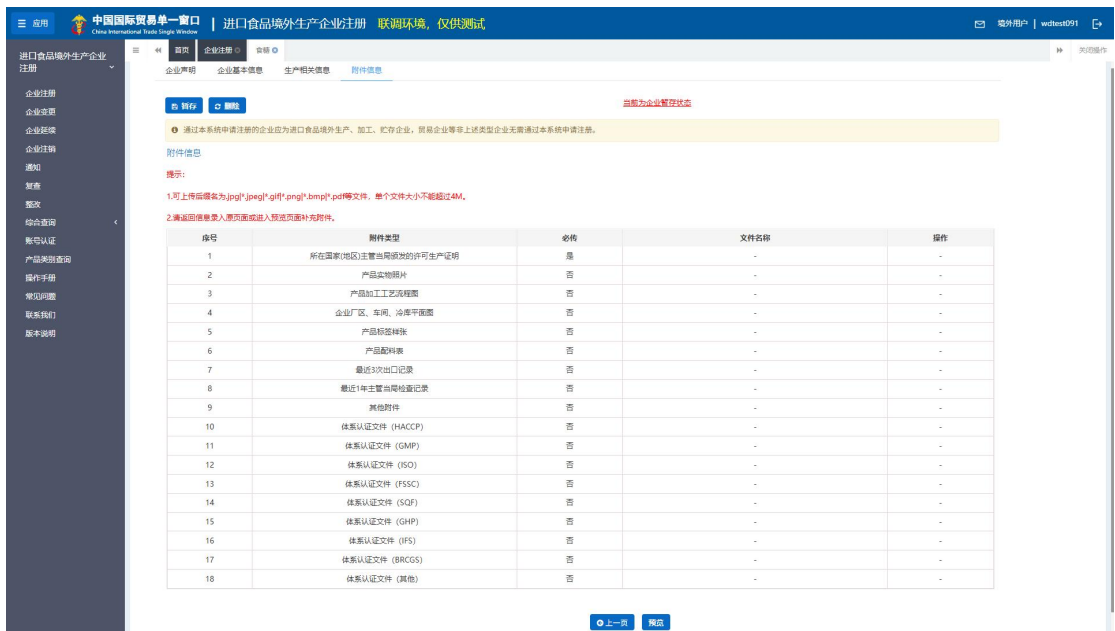 应用
中国国际贸易单一窗口 | 进口食品境外生产企业注册 联调环境，仅供测试
China International Trade Single Window
境外用户 | wdtest091
进口食品境外生产企业注册
企业注册
企业变更
企业延续
企业注销
通知
复查
整改
综合查询
账号认证
产品类别查询
操作手册
常见问题
联系我们
版本说明
首页 企业注册 食糖 关闭操作
企业声明 企业基本信息 生产相关信息 附件信息
暂存 删除 当前为企业暂存状态
通过本系统申请注册的企业应为进口食品境外生产、加工、贮存企业，贸易企业等非上述类型企业无需通过本系统申请注册。
附件信息
提示：
1.可上传后缀名为.jpg|*.jpeg|*.gif|*.png|*.bmp|*.pdf等文件，单个文件大小不能超过4M。
2.请返回信息录入原页面或进入预览页面补充附件。
序号 附件类型 必传 文件名称 操作
1 所在国家(地区)主管当局颁发的许可生产证明 是 - -
2 产品实物照片 否 - -
3 产品加工工艺流程图 否 - -
4 企业厂区、车间、冷库平面图 否 - -
5 产品标签样张 否 - -
6 产品配料表 否 - -
7 最近3次出口记录 否 - -
8 最近1年主管当局检查记录 否 - -
9 其他附件 否 - -
10 体系认证文件（HACCP） 否 - -
11 体系认证文件（GMP） 否 - -
12 体系认证文件（ISO） 否 - -
13 体系认证文件（FSSC） 否 - -
14 体系认证文件（SQF） 否 - -
15 体系认证文件（GHP） 否 - -
16 体系认证文件（IFS） 否 - -
17 体系认证文件（BRCGS） 否 - -
18 体系认证文件（其他） 否 - -
上一页 预览